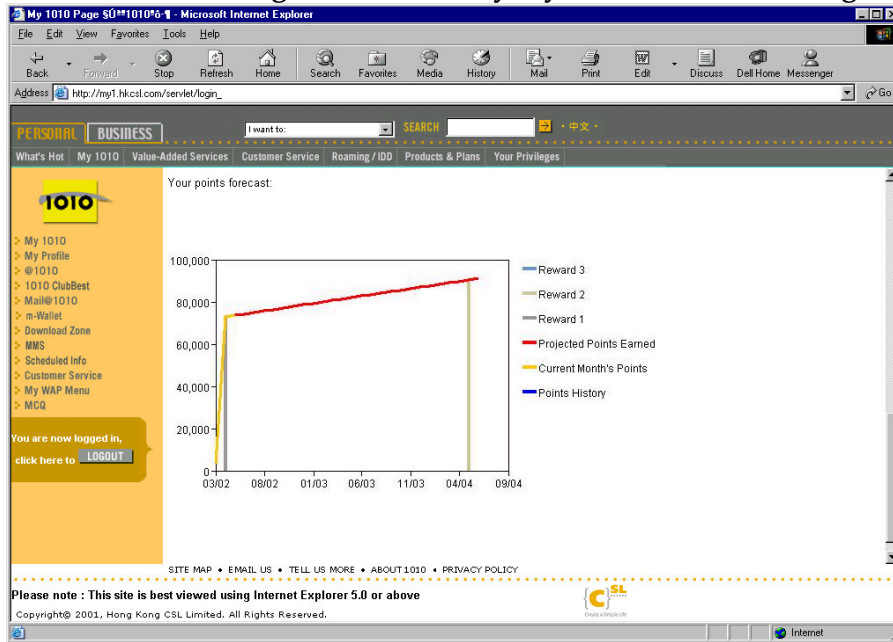 My 1010 Page §Úªº1010ºô-¶ - Microsoft Internet Explorer
File Edit View Favorites Tools Help
Back Forward Stop Refresh Home Search Favorites Media History Mail Print Edit Discuss Dell Home Messenger
Address http://my1.hkcsl.com/servlet/login_ Go
PERSONAL BUSINESS I want to: SEARCH 中文
What's Hot My 1010 Value-Added Services Customer Service Roaming / IDD Products & Plans Your Privileges
1010
My 1010
My Profile
@1010
1010 ClubBest
Mail@1010
m-Wallet
Download Zone
MMS
Scheduled Info
Customer Service
My WAP Menu
MCQ
You are now logged in,
click here to LOGOUT
Your points forecast:
100,000
80,000
60,000
40,000
20,000
0
03/02 08/02 01/03 06/03 11/03 04/04 09/04
Reward 3
Reward 2
Reward 1
Projected Points Earned
Current Month's Points
Points History
SITE MAP • EMAIL US • TELL US MORE • ABOUT 1010 • PRIVACY POLICY
Please note : This site is best viewed using Internet Explorer 5.0 or above
Copyright© 2001, Hong Kong CSL Limited. All Rights Reserved.
{C}SL
Create a Simple Life
Internet